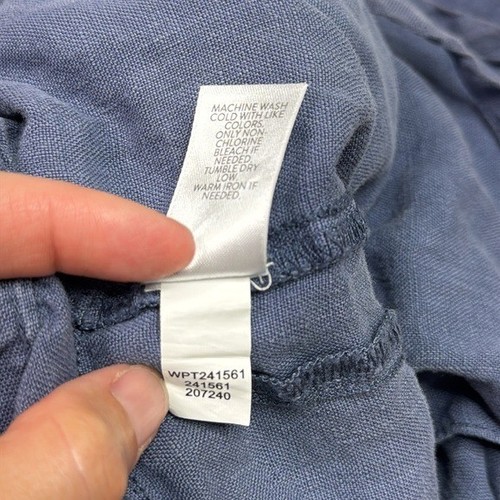 MACHINE WASH
COLD WITH LIKE
COLORS.
ONLY NON-
CHLORINE
BLEACH IF
NEEDED.
TUMBLE DRY
LOW.
WARM IRON IF
NEEDED.
WPT241561
241561
207240